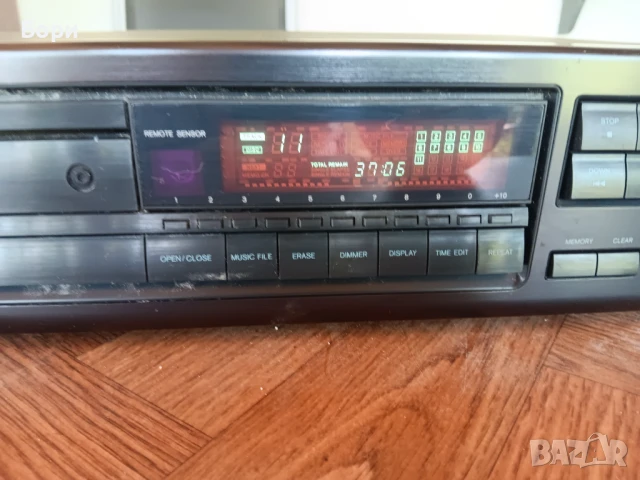 Бори
REMOTE SENSOR
11
TOTAL REMAIN
37:06
1 2 3 4 5 6 7 8 9 0 +10
OPEN/CLOSE
MUSIC FILE
ERASE
DIMMER
DISPLAY
TIME EDIT
REPEAT
STOP
MEMORY
CLEAR
BAZAR